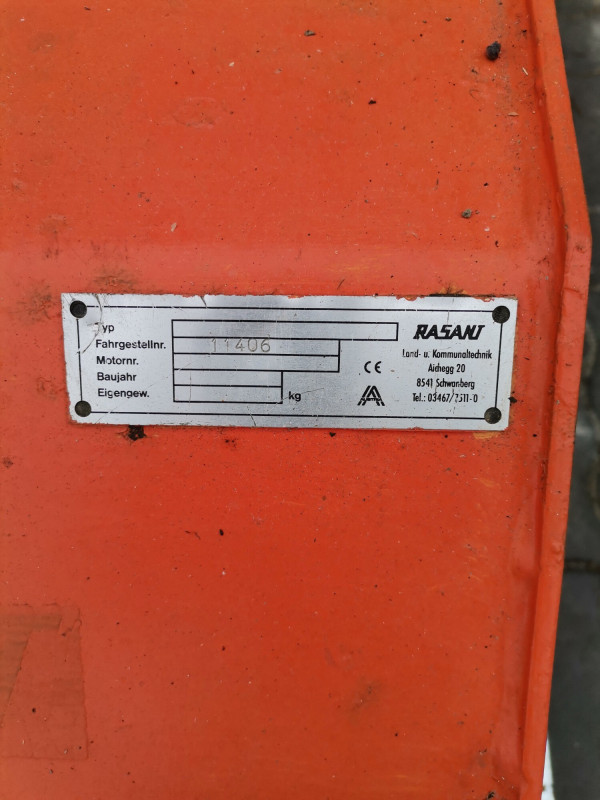 Typ
Fahrgestellnr. 11406
Motornr.
Baujahr
Eigengew. kg
CE
RASANT
Land- u. Kommunaltechnik
Aichegg 20
8541 Schwanberg
Tel.: 03467/7511-0